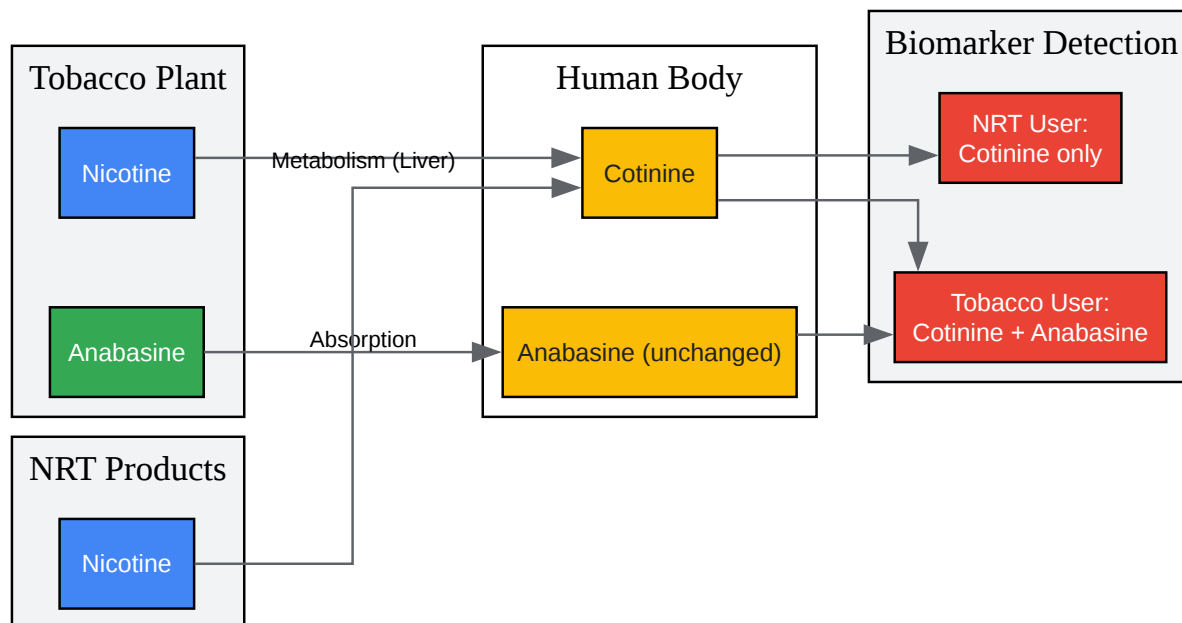 Tobacco Plant
Nicotine
Anabasine
NRT Products
Nicotine
Metabolism (Liver)
Absorption
Human Body
Cotinine
Anabasine (unchanged)
Biomarker Detection
NRT User:
Cotinine only
Tobacco User:
Cotinine + Anabasine